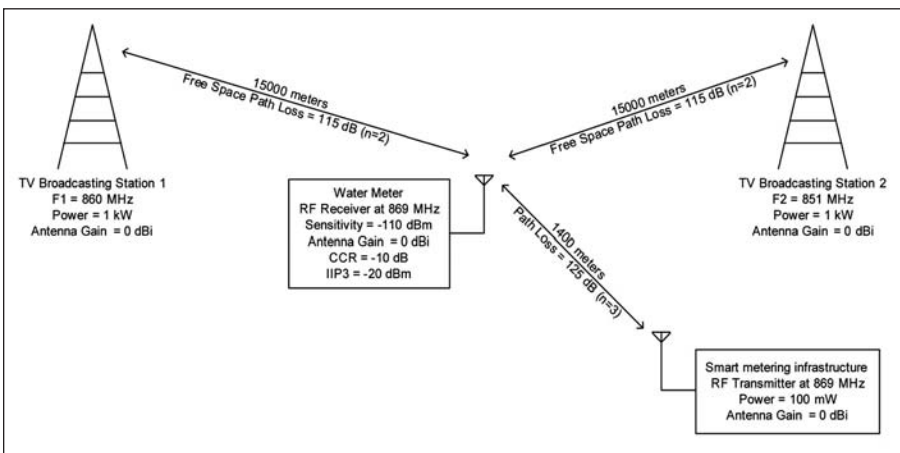 15000 meters
Free Space Path Loss = 115 dB (n=2)
15000 meters
Free Space Path Loss = 115 dB (n=2)
TV Broadcasting Station 1
F1 = 860 MHz
Power = 1 kW
Antenna Gain = 0 dBi
Water Meter
RF Receiver at 869 MHz
Sensitivity = -110 dBm
Antenna Gain = 0 dBi
CCR = -10 dB
IIP3 = -20 dBm
TV Broadcasting Station 2
F2 = 851 MHz
Power = 1 kW
Antenna Gain = 0 dBi
1400 meters
Path Loss = 125 dB (n=3)
Smart metering infrastructure
RF Transmitter at 869 MHz
Power = 100 mW
Antenna Gain = 0 dBi